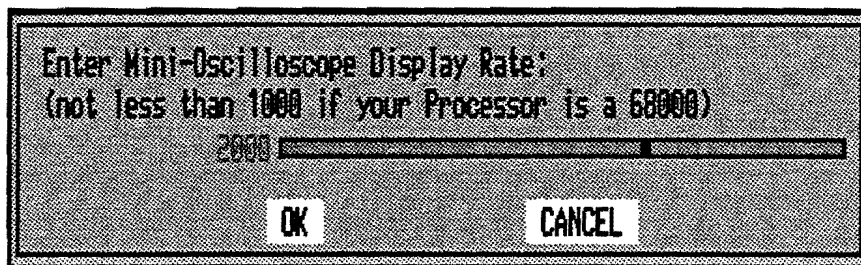 Enter Mini-Oscilloscope Display Rate:
(not less than 1000 if your Processor is a 68000)
2000
OK CANCEL